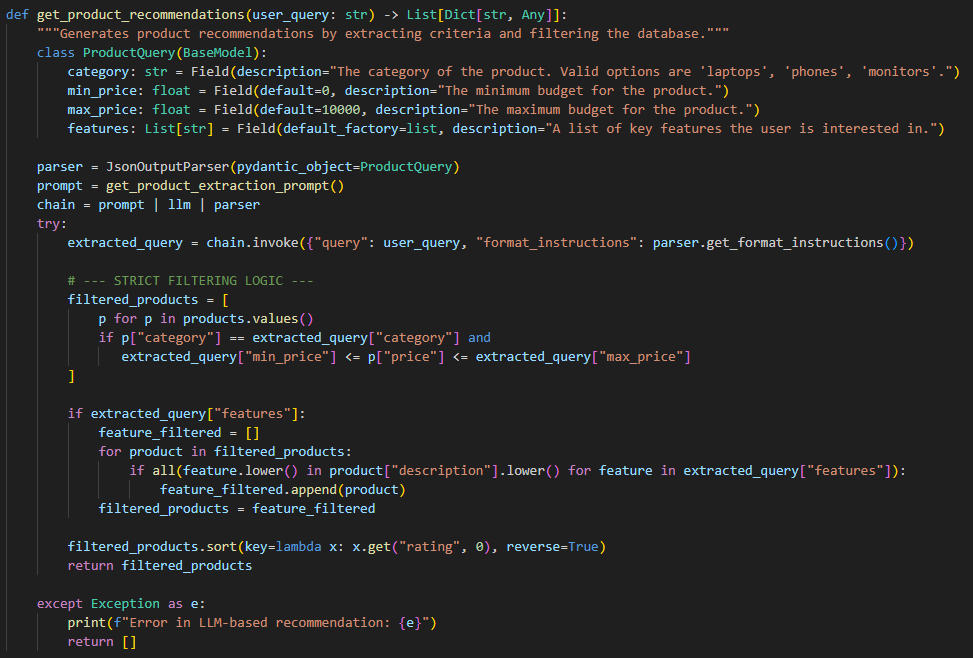 def get_product_recommendations(user_query: str) -> List[Dict[str, Any]]:
    """Generates product recommendations by extracting criteria and filtering the database."""
    class ProductQuery(BaseModel):
        category: str = Field(description="The category of the product. Valid options are 'laptops', 'phones', 'monitors'.")
        min_price: float = Field(default=0, description="The minimum budget for the product.")
        max_price: float = Field(default=10000, description="The maximum budget for the product.")
        features: List[str] = Field(default_factory=list, description="A list of key features the user is interested in.")

    parser = JsonOutputParser(pydantic_object=ProductQuery)
    prompt = get_product_extraction_prompt()
    chain = prompt | llm | parser
    try:
        extracted_query = chain.invoke({"query": user_query, "format_instructions": parser.get_format_instructions()})

        # --- STRICT FILTERING LOGIC ---
        filtered_products = [
            p for p in products.values()
            if p["category"] == extracted_query["category"] and
               extracted_query["min_price"] <= p["price"] <= extracted_query["max_price"]
        ]

        if extracted_query["features"]:
            feature_filtered = []
            for product in filtered_products:
                if all(feature.lower() in product["description"].lower() for feature in extracted_query["features"]):
                    feature_filtered.append(product)
            filtered_products = feature_filtered

        filtered_products.sort(key=lambda x: x.get("rating", 0), reverse=True)
        return filtered_products

    except Exception as e:
        print(f"Error in LLM-based recommendation: {e}")
        return []